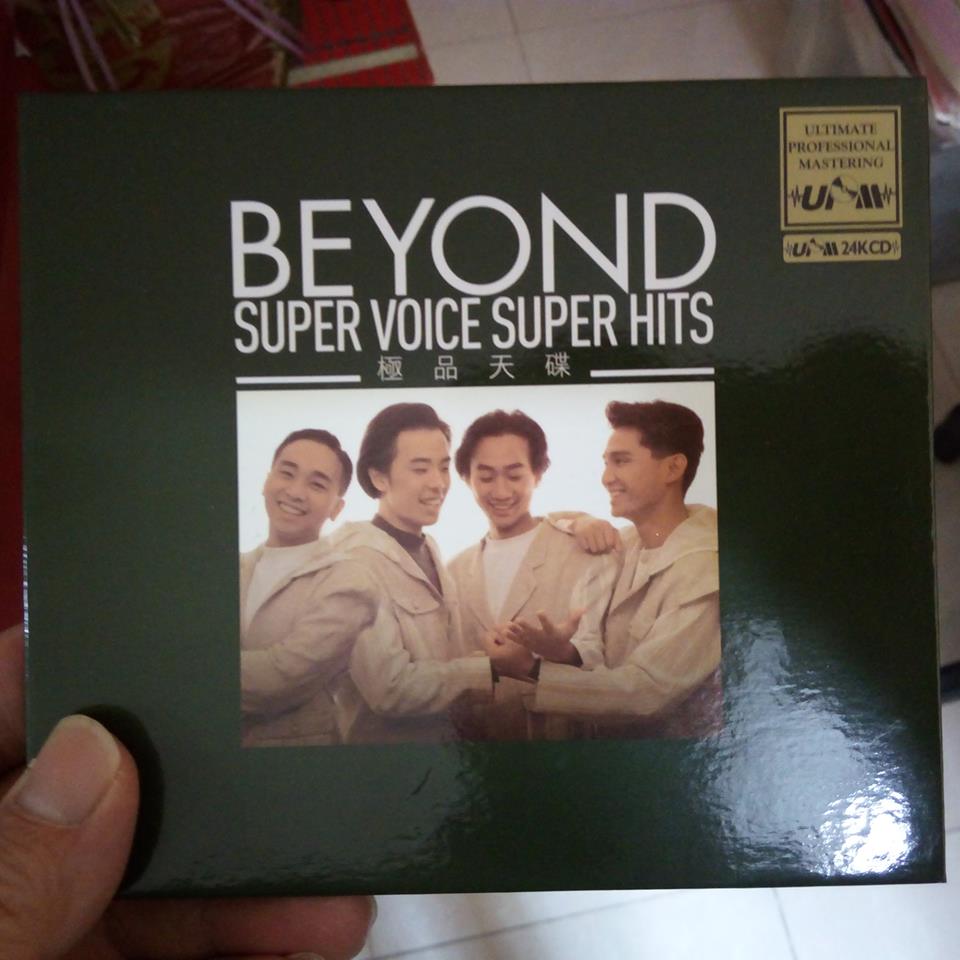 ULTIMATE
PROFESSIONAL
MASTERING
UPM
UPM 24K CD
BEYOND
SUPER VOICE SUPER HITS
極品天碟